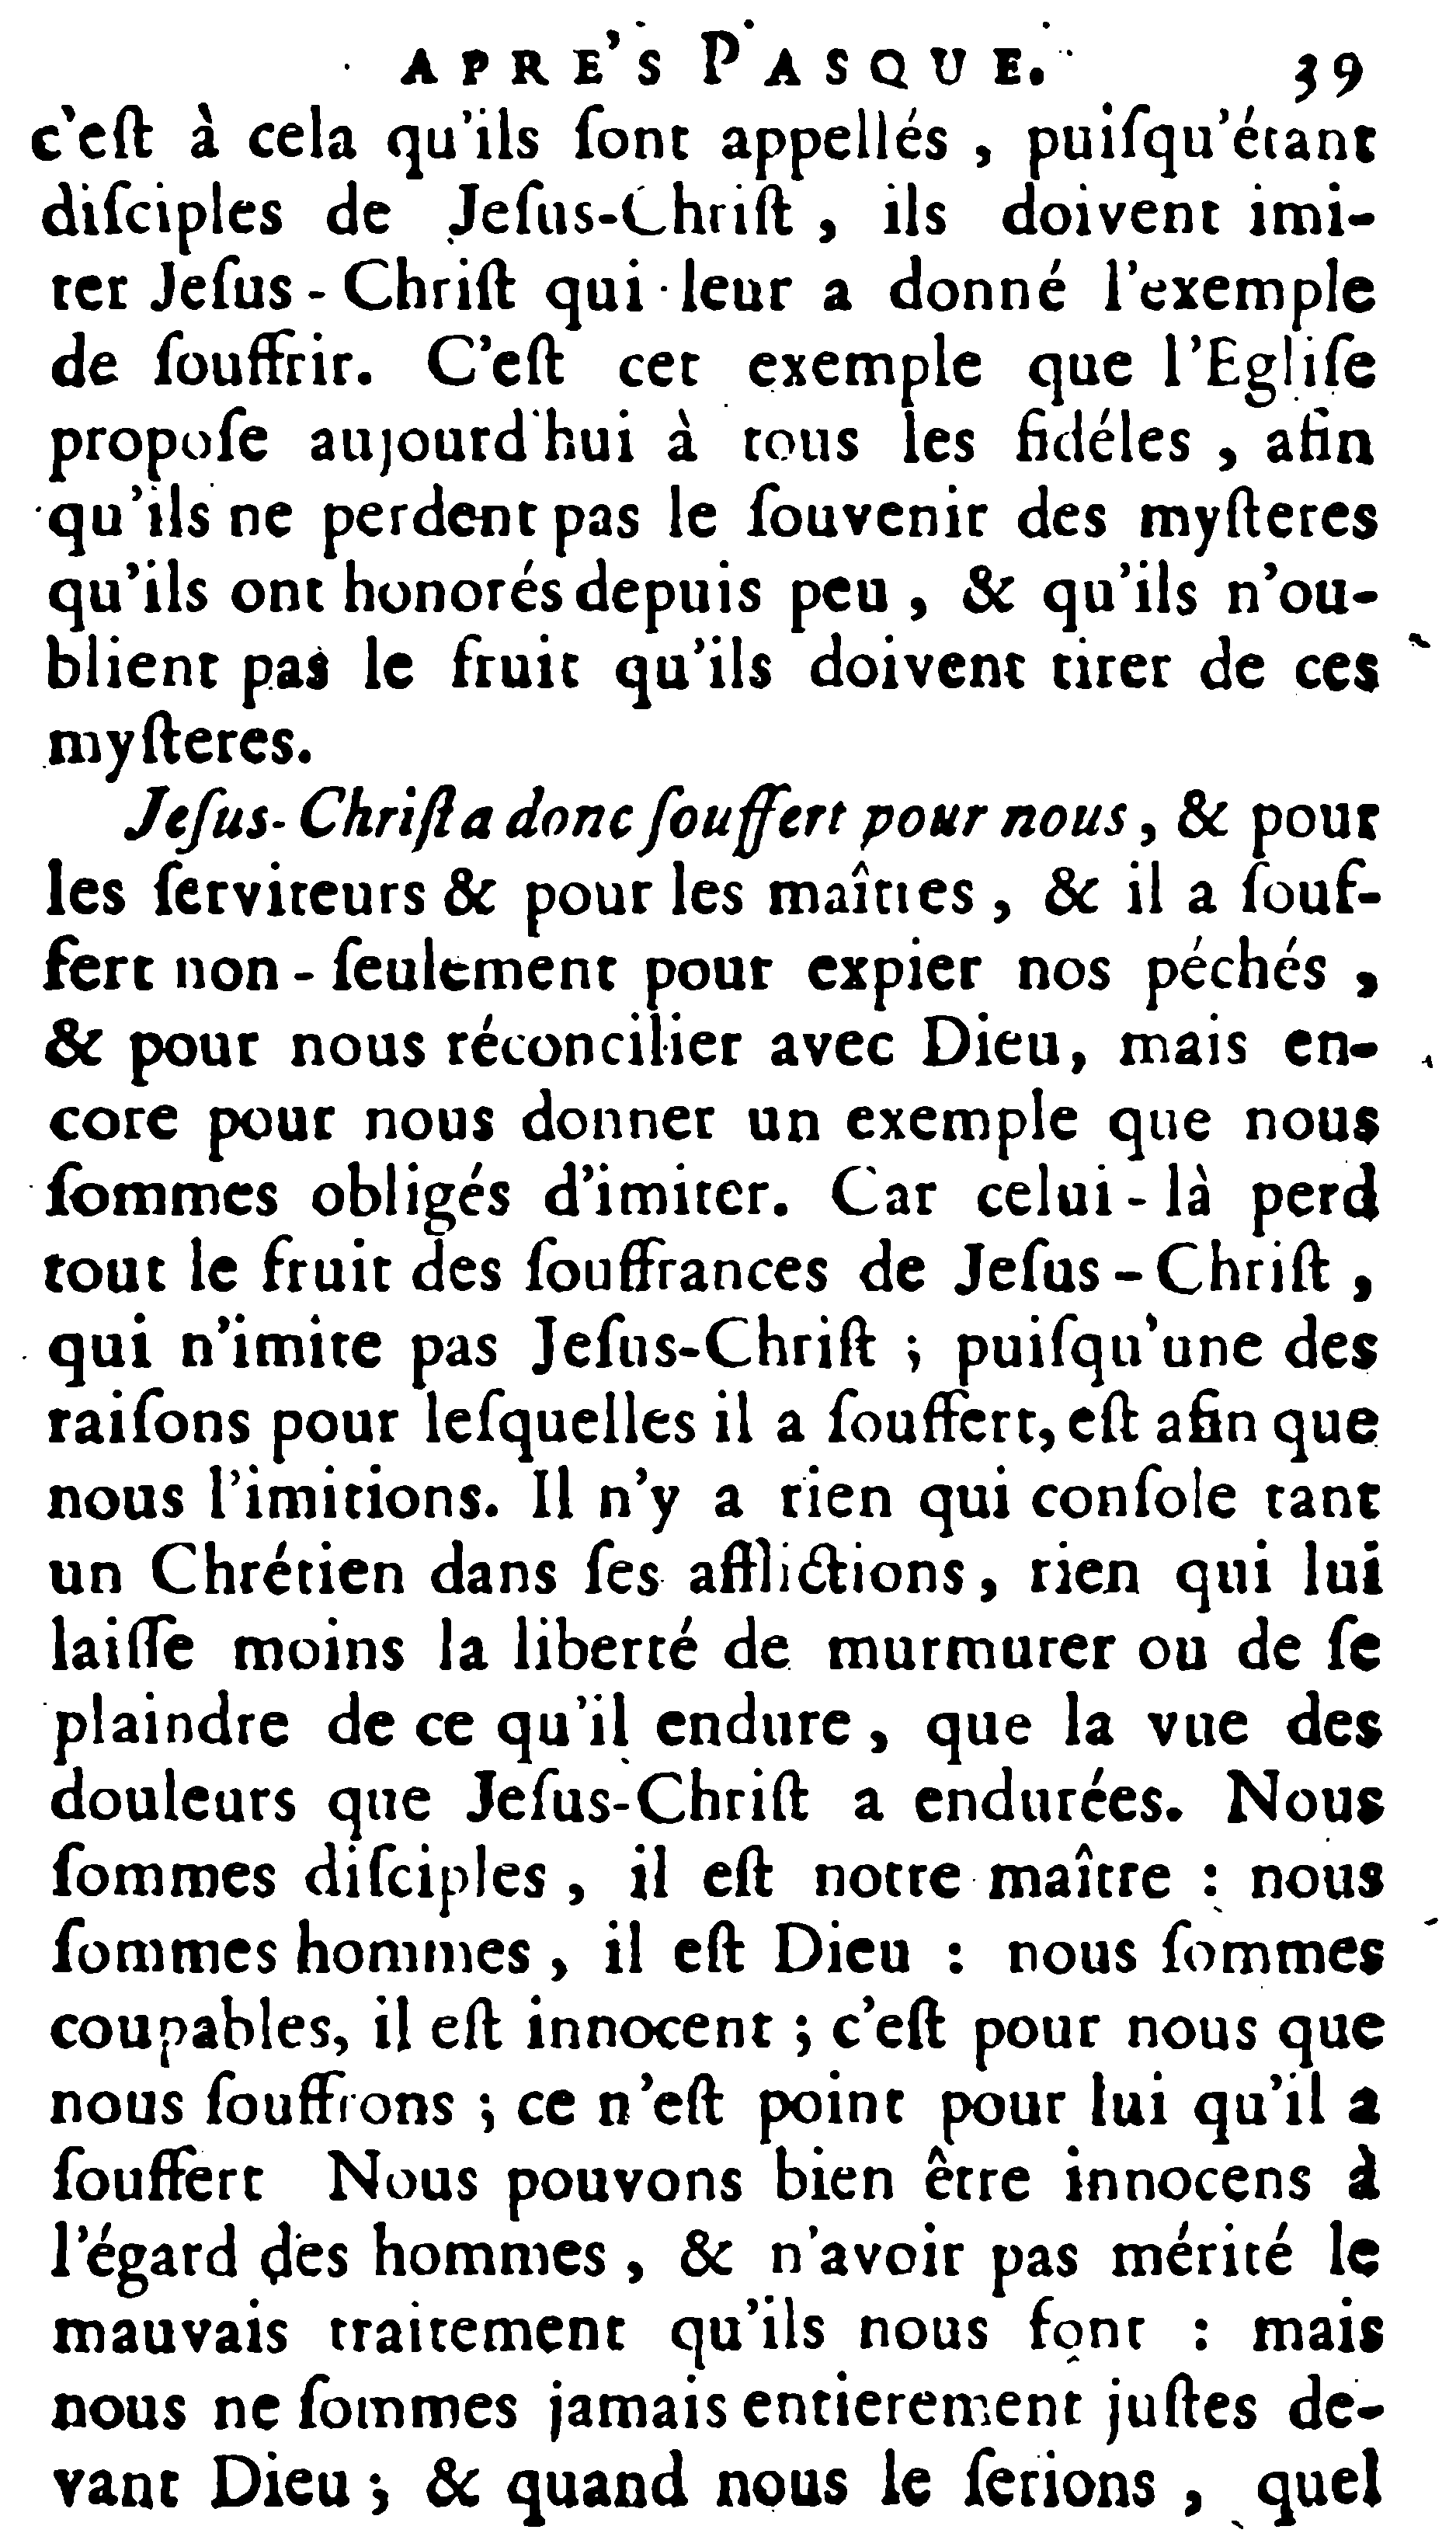 APRE'S PASQUE. 39
c'eſt à cela qu'ils ſont appellés , puiſqu'étant
diſciples de Jeſus-Chriſt , ils doivent imi-
ter Jeſus - Chriſt qui leur a donné l'exemple
de ſouffrir. C'eſt cet exemple que l'Egliſe
propoſe aujourd'hui à tous les fidéles , afin
qu'ils ne perdent pas le ſouvenir des myſteres
qu'ils ont honorés depuis peu , & qu'ils n'ou-
blient pas le fruit qu'ils doivent tirer de ces
myſteres.
Jeſus-Chriſt a donc ſouffert pour nous , & pour
les ſerviteurs & pour les maîtres , & il a ſouf-
fert non - ſeulement pour expier nos péchés ,
& pour nous réconcilier avec Dieu, mais en-
core pour nous donner un exemple que nous
ſommes obligés d'imiter. Car celui - là perd
tout le fruit des ſouffrances de Jeſus - Chriſt ,
qui n'imite pas Jeſus-Chriſt ; puiſqu'une des
raiſons pour leſquelles il a ſouffert, eſt afin que
nous l'imitions. Il n'y a rien qui conſole tant
un Chrétien dans ſes afflictions , rien qui lui
laiſſe moins la liberté de murmurer ou de ſe
plaindre de ce qu'il endure , que la vue des
douleurs que Jeſus-Chriſt a endurées. Nous
ſommes diſciples , il eſt notre maître : nous
ſommes hommes , il eſt Dieu : nous ſommes
coupables, il eſt innocent ; c'eſt pour nous que
nous ſouffrons ; ce n'eſt point pour lui qu'il a
ſouffert Nous pouvons bien être innocens à
l'égard des hommes , & n'avoir pas mérité le
mauvais traitement qu'ils nous font : mais
nous ne ſommes jamais entierement juſtes de-
vant Dieu ; & quand nous le ſerions , quel